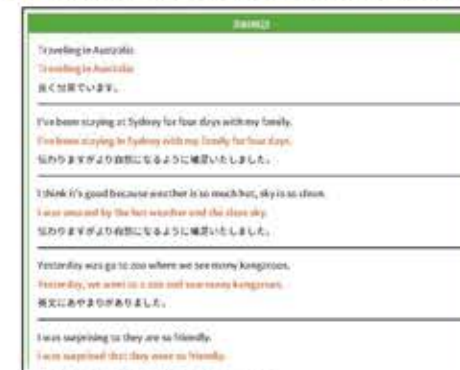 Travelling in Australia
Travelling in Australia
良く出来ています。
I've been staying at Sydney for four days with my family.
I've been staying in Sydney with my family for four days.
伝わりますがより自然になるように補足いたしました。
I think it's good because weather is so much hot, sky is so clean.
I was amazed by the hot weather and the clean sky.
伝わりますがより自然になるように補足いたしました。
Yesterday was go to zoo where we see many kangaroos.
Yesterday, we went to a zoo and saw many kangaroos.
英文にあやまりがありました。
I was surprising to they are so friendly.
I was surprised that they were so friendly.